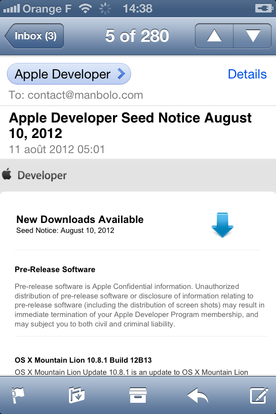 Orange F 14:38
Inbox (3) 5 of 280
Apple Developer Details
To: contact@manbolo.com
Apple Developer Seed Notice August
10, 2012
11 août 2012 05:01
Developer
New Downloads Available
Seed Notice: August 10, 2012
Pre-Release Software
Pre-release software is Apple Confidential information. Unauthorized
distribution of pre-release software or disclosure of information relating to
pre-release software (including the distribution of screen shots) may result in
immediate termination of your Apple Developer Program membership, and
may subject you to both civil and criminal liability.
OS X Mountain Lion 10.8.1 Build 12B13
OS X Mountain Lion Update 10.8.1 is an update to OS X Mountain Lion